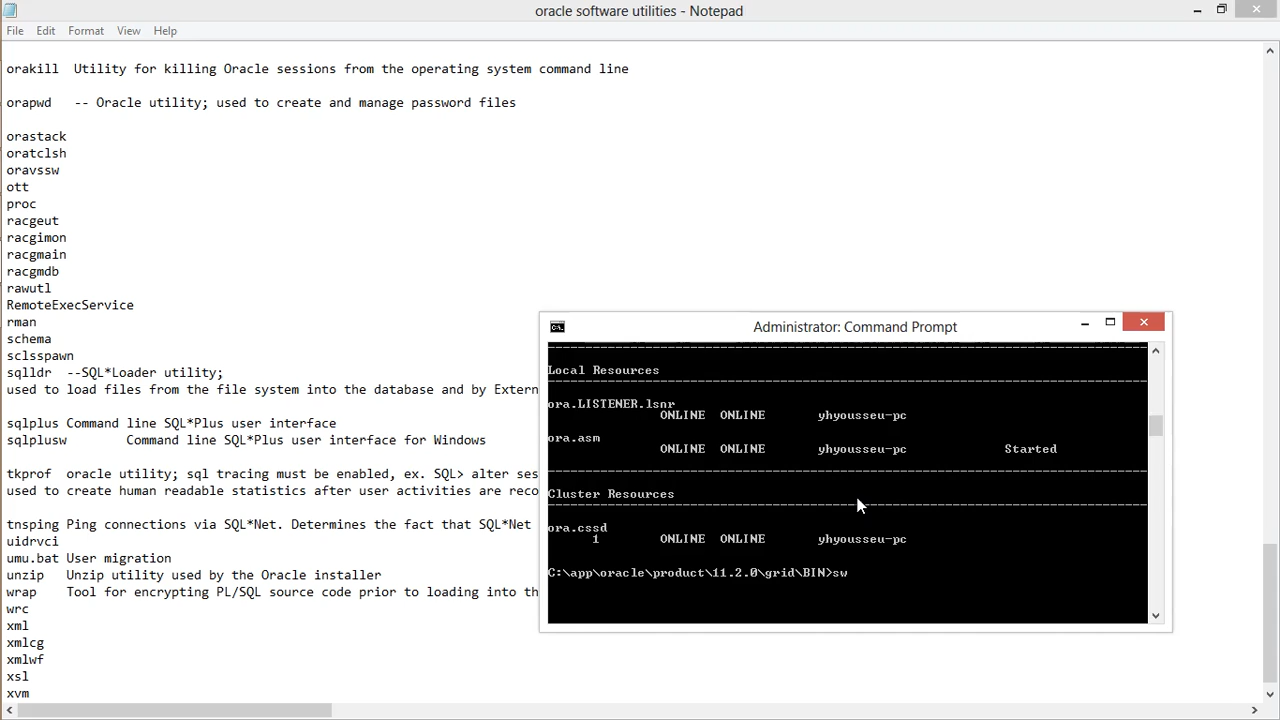 oracle software utilities - Notepad
File Edit Format View Help
orakill Utility for killing Oracle sessions from the operating system command line
orapwd -- Oracle utility; used to create and manage password files
orastack
oratclsh
oravssw
ott
proc
racgeut
racgimon
racgmain
racgmdb
rawutl
RemoteExecService
rman
schema
sclsspawn
sqlldr --SQL*Loader utility;
used to load files from the file system into the database and by Extern
sqlplus Command line SQL*Plus user interface
sqlplusw Command line SQL*Plus user interface for Windows
tkprof oracle utility; sql tracing must be enabled, ex. SQL> alter ses
used to create human readable statistics after user activities are reco
tnsping Ping connections via SQL*Net. Determines the fact that SQL*Net
uidrvci
umu.bat User migration
unzip Unzip utility used by the Oracle installer
wrap Tool for encrypting PL/SQL source code prior to loading into th
wrc
xml
xmlcg
xmlwf
xsl
xvm
C:\.
Administrator: Command Prompt
Local Resources
ora.LISTENER.lsnr
ONLINE ONLINE yhyousseu-pc
ora.asm
ONLINE ONLINE yhyousseu-pc Started
Cluster Resources
ora.cssd
1 ONLINE ONLINE yhyousseu-pc
C:\app\oracle\product\11.2.0\grid\BIN>sw